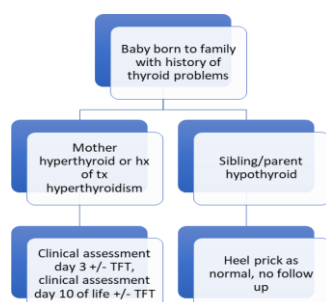 Baby born to family
with history of
thyroid problems
Mother
hyperthyroid or hx
of tx
hyperthyroidism
Sibling/parent
hypothyroid
Clinical assessment
day 3 +/- TFT,
clinical assessment
day 10 of life +/- TFT
Heel prick as
normal, no follow
up